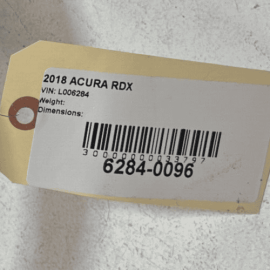 2018 ACURA RDX
VIN: L006284
Weight:
Dimensions:
3000000033797
6284-0096